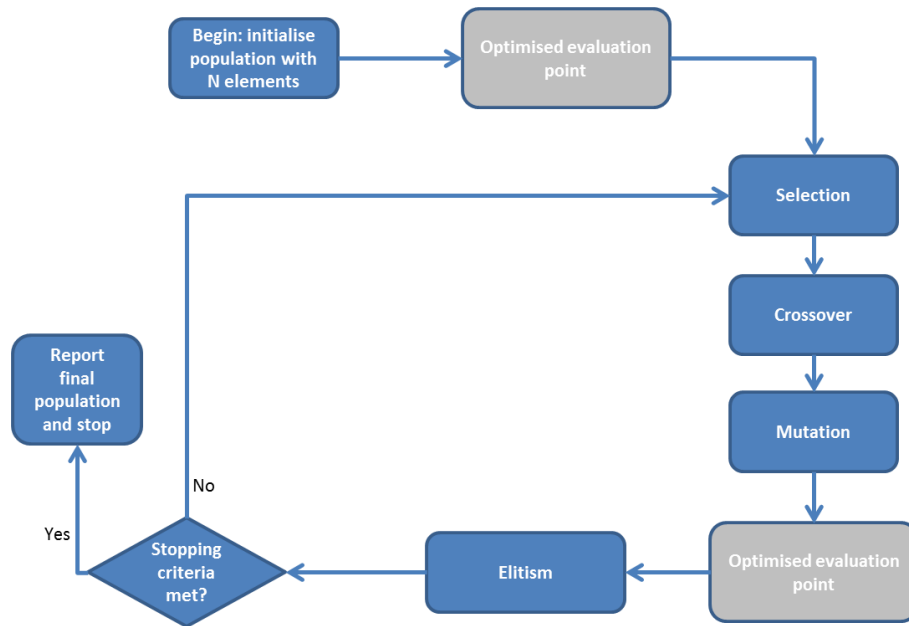 Begin: initialise
population with
N elements
Optimised evaluation
point
Selection
Crossover
Report
final
population
and stop
Mutation
No
Yes
Stopping
criteria
met?
Elitism
Optimised evaluation
point